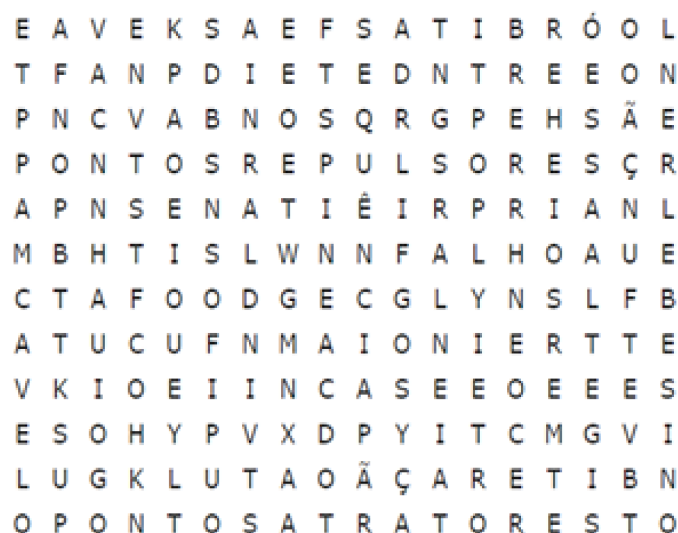 E A V E K S A E F S A T I B R Ó O L
T F A N P D I E T E D N T R E E O N
P N C V A B N O S Q R G P E H S Ã E
P O N T O S R E P U L S O R E S Ç R
A P N S E N A T I Ê I R P R I A N L
M B H T I S L W N N F A L H O A U E
C T A F O O D G E C G L Y N S L F B
A T U C U F N M A I O N I E R T T E
V K I O E I I N C A S E E O E E E S
E S O H Y P V X D P Y I T C M G V I
L U G K L U T A O Ã Ç A R E T I B N
O P O N T O S A T R A T O R E S T O